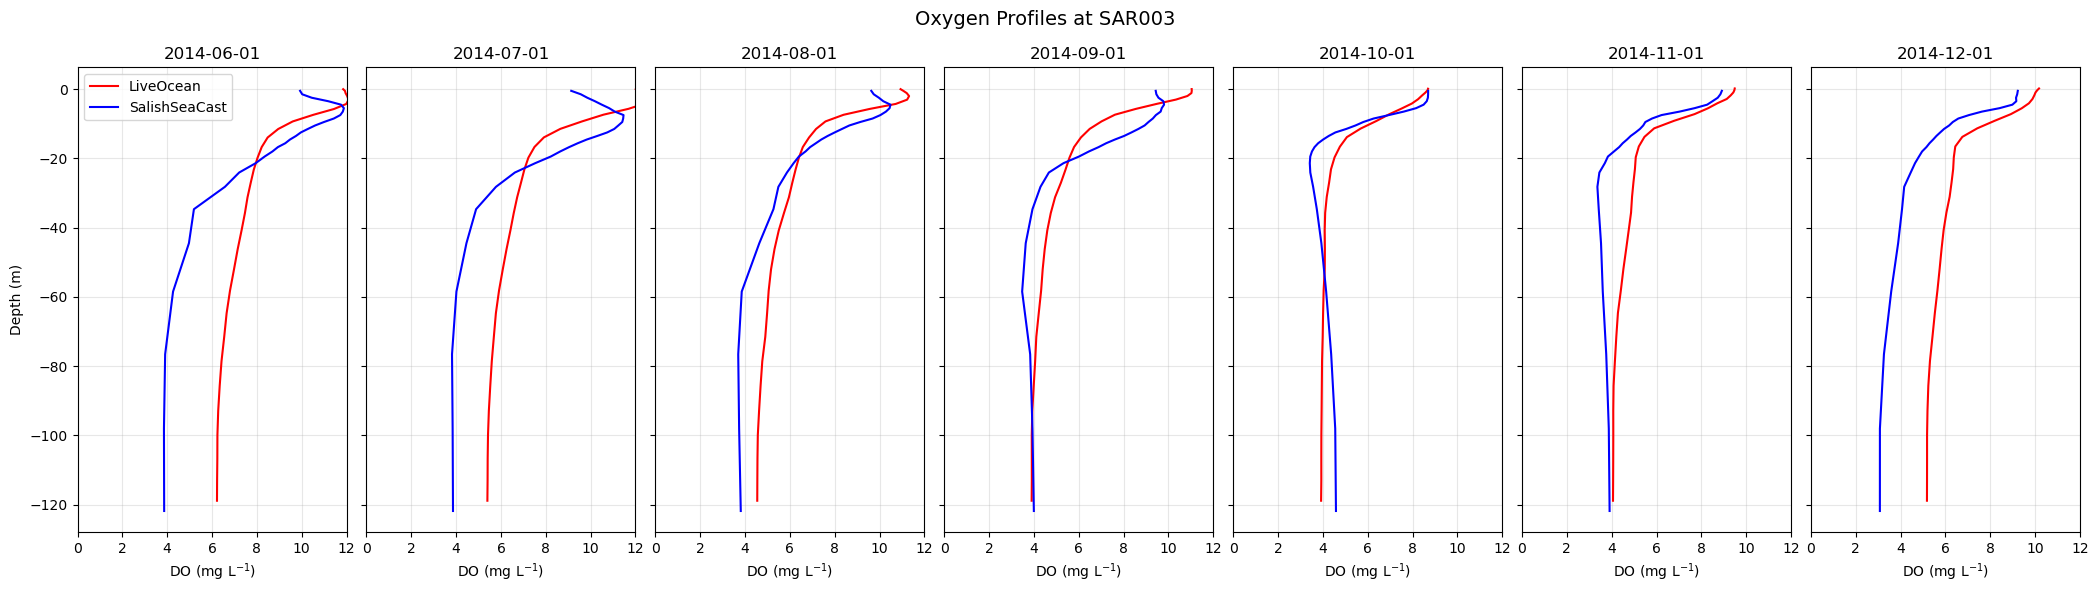 Oxygen Profiles at SAR003
2014-06-01 2014-07-01 2014-08-01 2014-09-01 2014-10-01 2014-11-01 2014-12-01
LiveOcean
SalishSeaCast
Depth (m)
0
−20
−40
−60
−80
−100
−120
0 2 4 6 8 10 12 0 2 4 6 8 10 12 0 2 4 6 8 10 12 0 2 4 6 8 10 12 0 2 4 6 8 10 12 0 2 4 6 8 10 12 0 2 4 6 8 10 12
DO (mg L⁻¹) DO (mg L⁻¹) DO (mg L⁻¹) DO (mg L⁻¹) DO (mg L⁻¹) DO (mg L⁻¹) DO (mg L⁻¹)